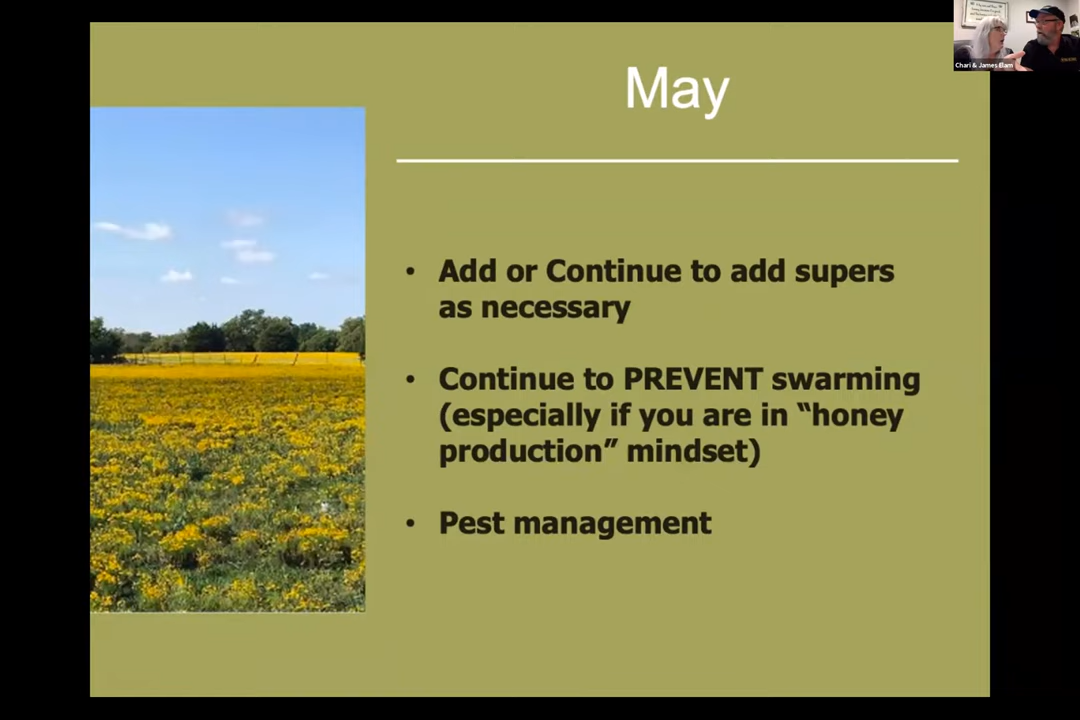 Chari & James Elam
May
• Add or Continue to add supers
as necessary
• Continue to PREVENT swarming
(especially if you are in “honey
production” mindset)
• Pest management